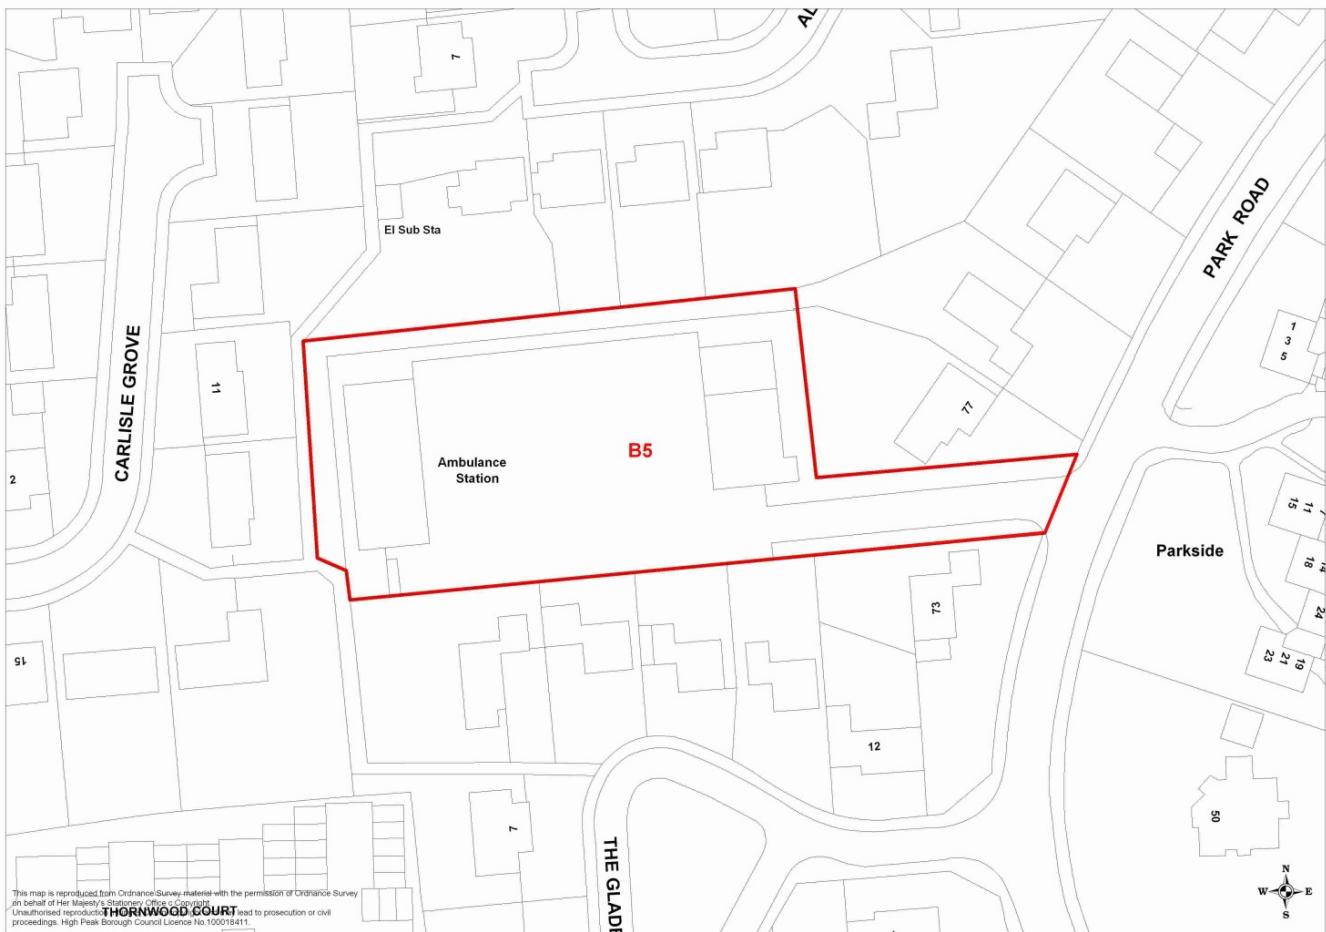 AL
7
El Sub Sta
PARK ROAD
CARLISLE GROVE
11
1
3
5
77
2
Ambulance
Station
B5
15
11
Parkside
18
14
24
73
19
21
23
15
12
50
7
THE GLADE
N
W E
S
This map is reproduced from Ordnance Survey material with the permission of Ordnance Survey
on behalf of Her Majesty's Stationery Office c Copyright
Unauthorised lead to prosecution or civil
THORNWOOD COURT
proceedings. High Peak Borough Council Licence No.100018411.